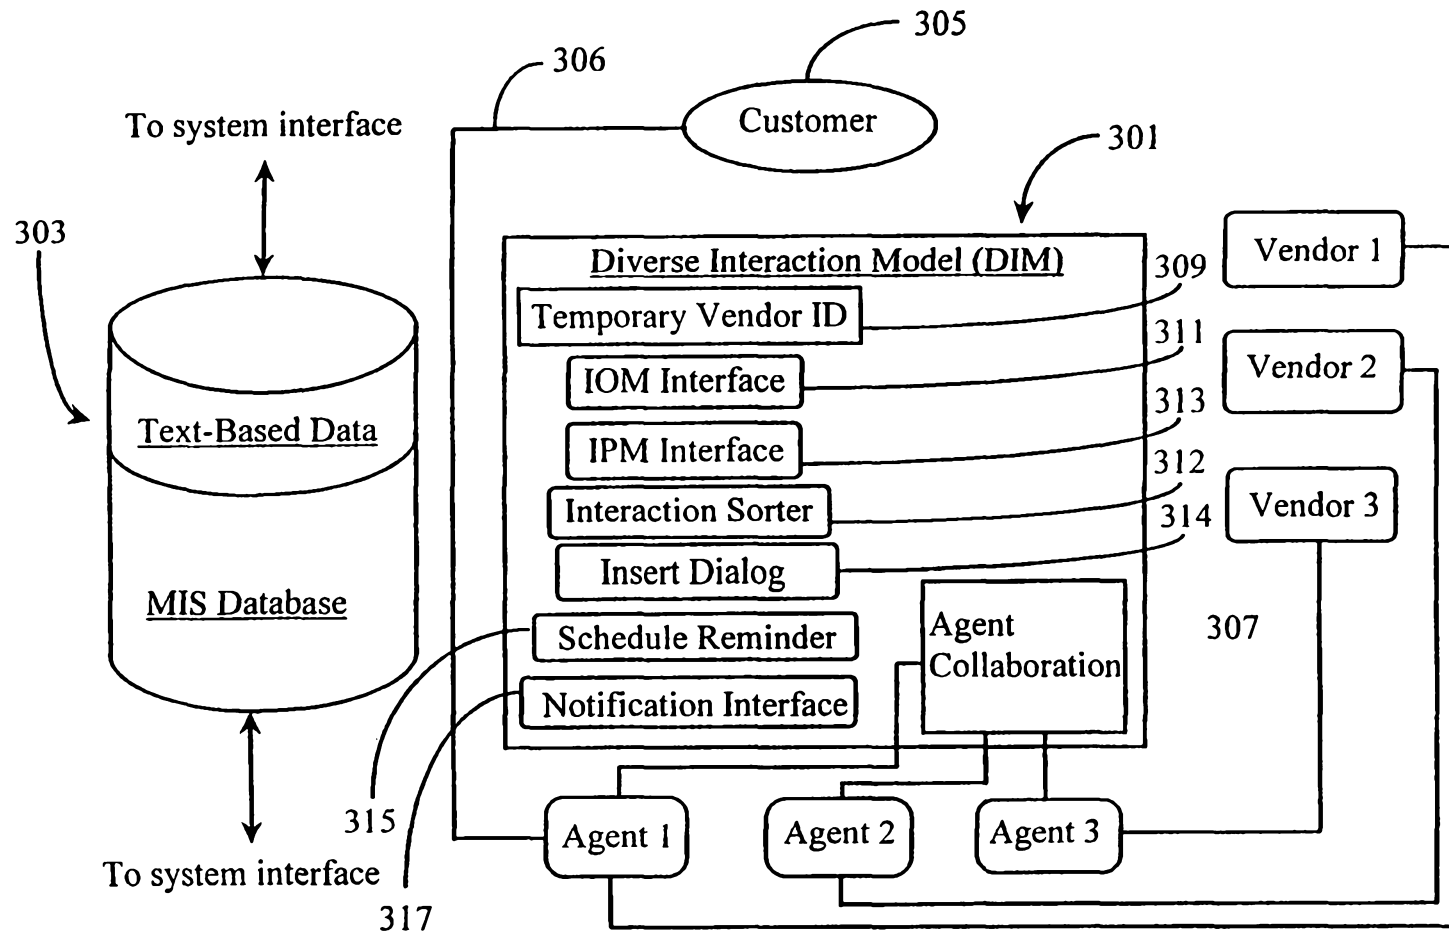 305
306
Customer
To system interface
301
303
Vendor 1
Diverse Interaction Model (DIM)
309
Temporary Vendor ID
311
IOM Interface
Vendor 2
313
Text-Based Data
IPM Interface
312
Interaction Sorter
Vendor 3
314
Insert Dialog
MIS Database
Agent
Collaboration
307
Schedule Reminder
Notification Interface
315
Agent 1
Agent 2
Agent 3
To system interface
317